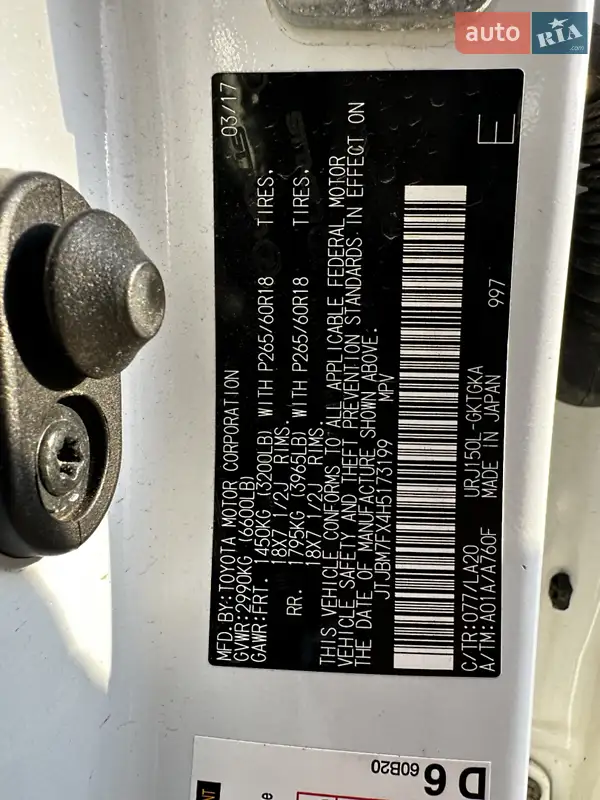 auto RIA .com
MFD.BY:TOYOTA MOTOR CORPORATION 03/17
GVWR:2990KG (6600LB)
GAWR:FRT. 1450KG (3200LB) WITH P265/60R18 TIRES,
18X7 1/2J RIMS.
RR. 1795KG (3965LB) WITH P265/60R18 TIRES,
18X7 1/2J RIMS.
THIS VEHICLE CONFORMS TO ALL APPLICABLE FEDERAL MOTOR
VEHICLE SAFETY AND THEFT PREVENTION STANDARDS IN EFFECT ON
THE DATE OF MANUFACTURE SHOWN ABOVE.
JTJBM7FX4H5173199 MPV
E
C/TR:077/LA20 URJ150L-GKTGKA
A/TM:A01A/A760F MADE IN JAPAN 997
D6
60B20